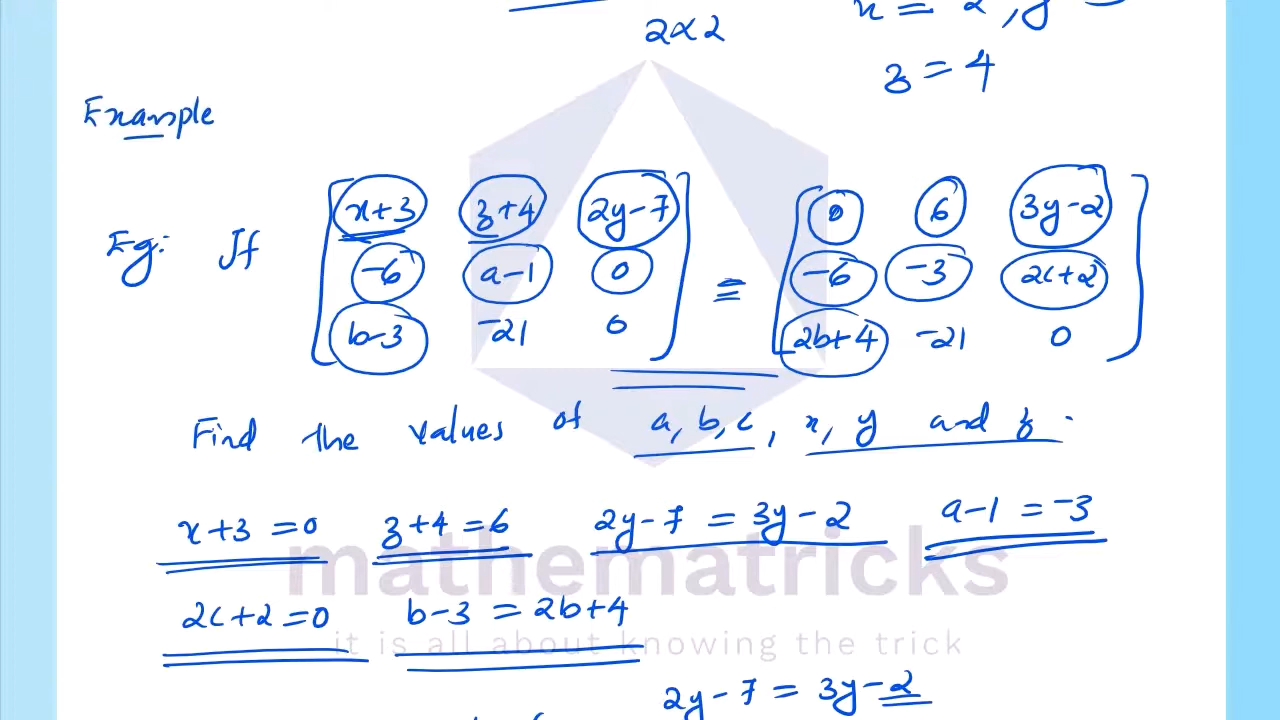 2×2
x = 2, y
z = 4
Example
Eg: If [x+3 z+4 2y-7 = [0 6 3y-2
-6 a-1 0 -6 -3 2c+2
b-3 -21 0] 2b+4 -21 0]
Find the values of a, b, c, x, y and z.
x+3 = 0 z+4 = 6 2y-7 = 3y-2 a-1 = -3
mathematricks
2c+2 = 0 b-3 = 2b+4
it is all about knowing the trick
2y-7 = 3y-2